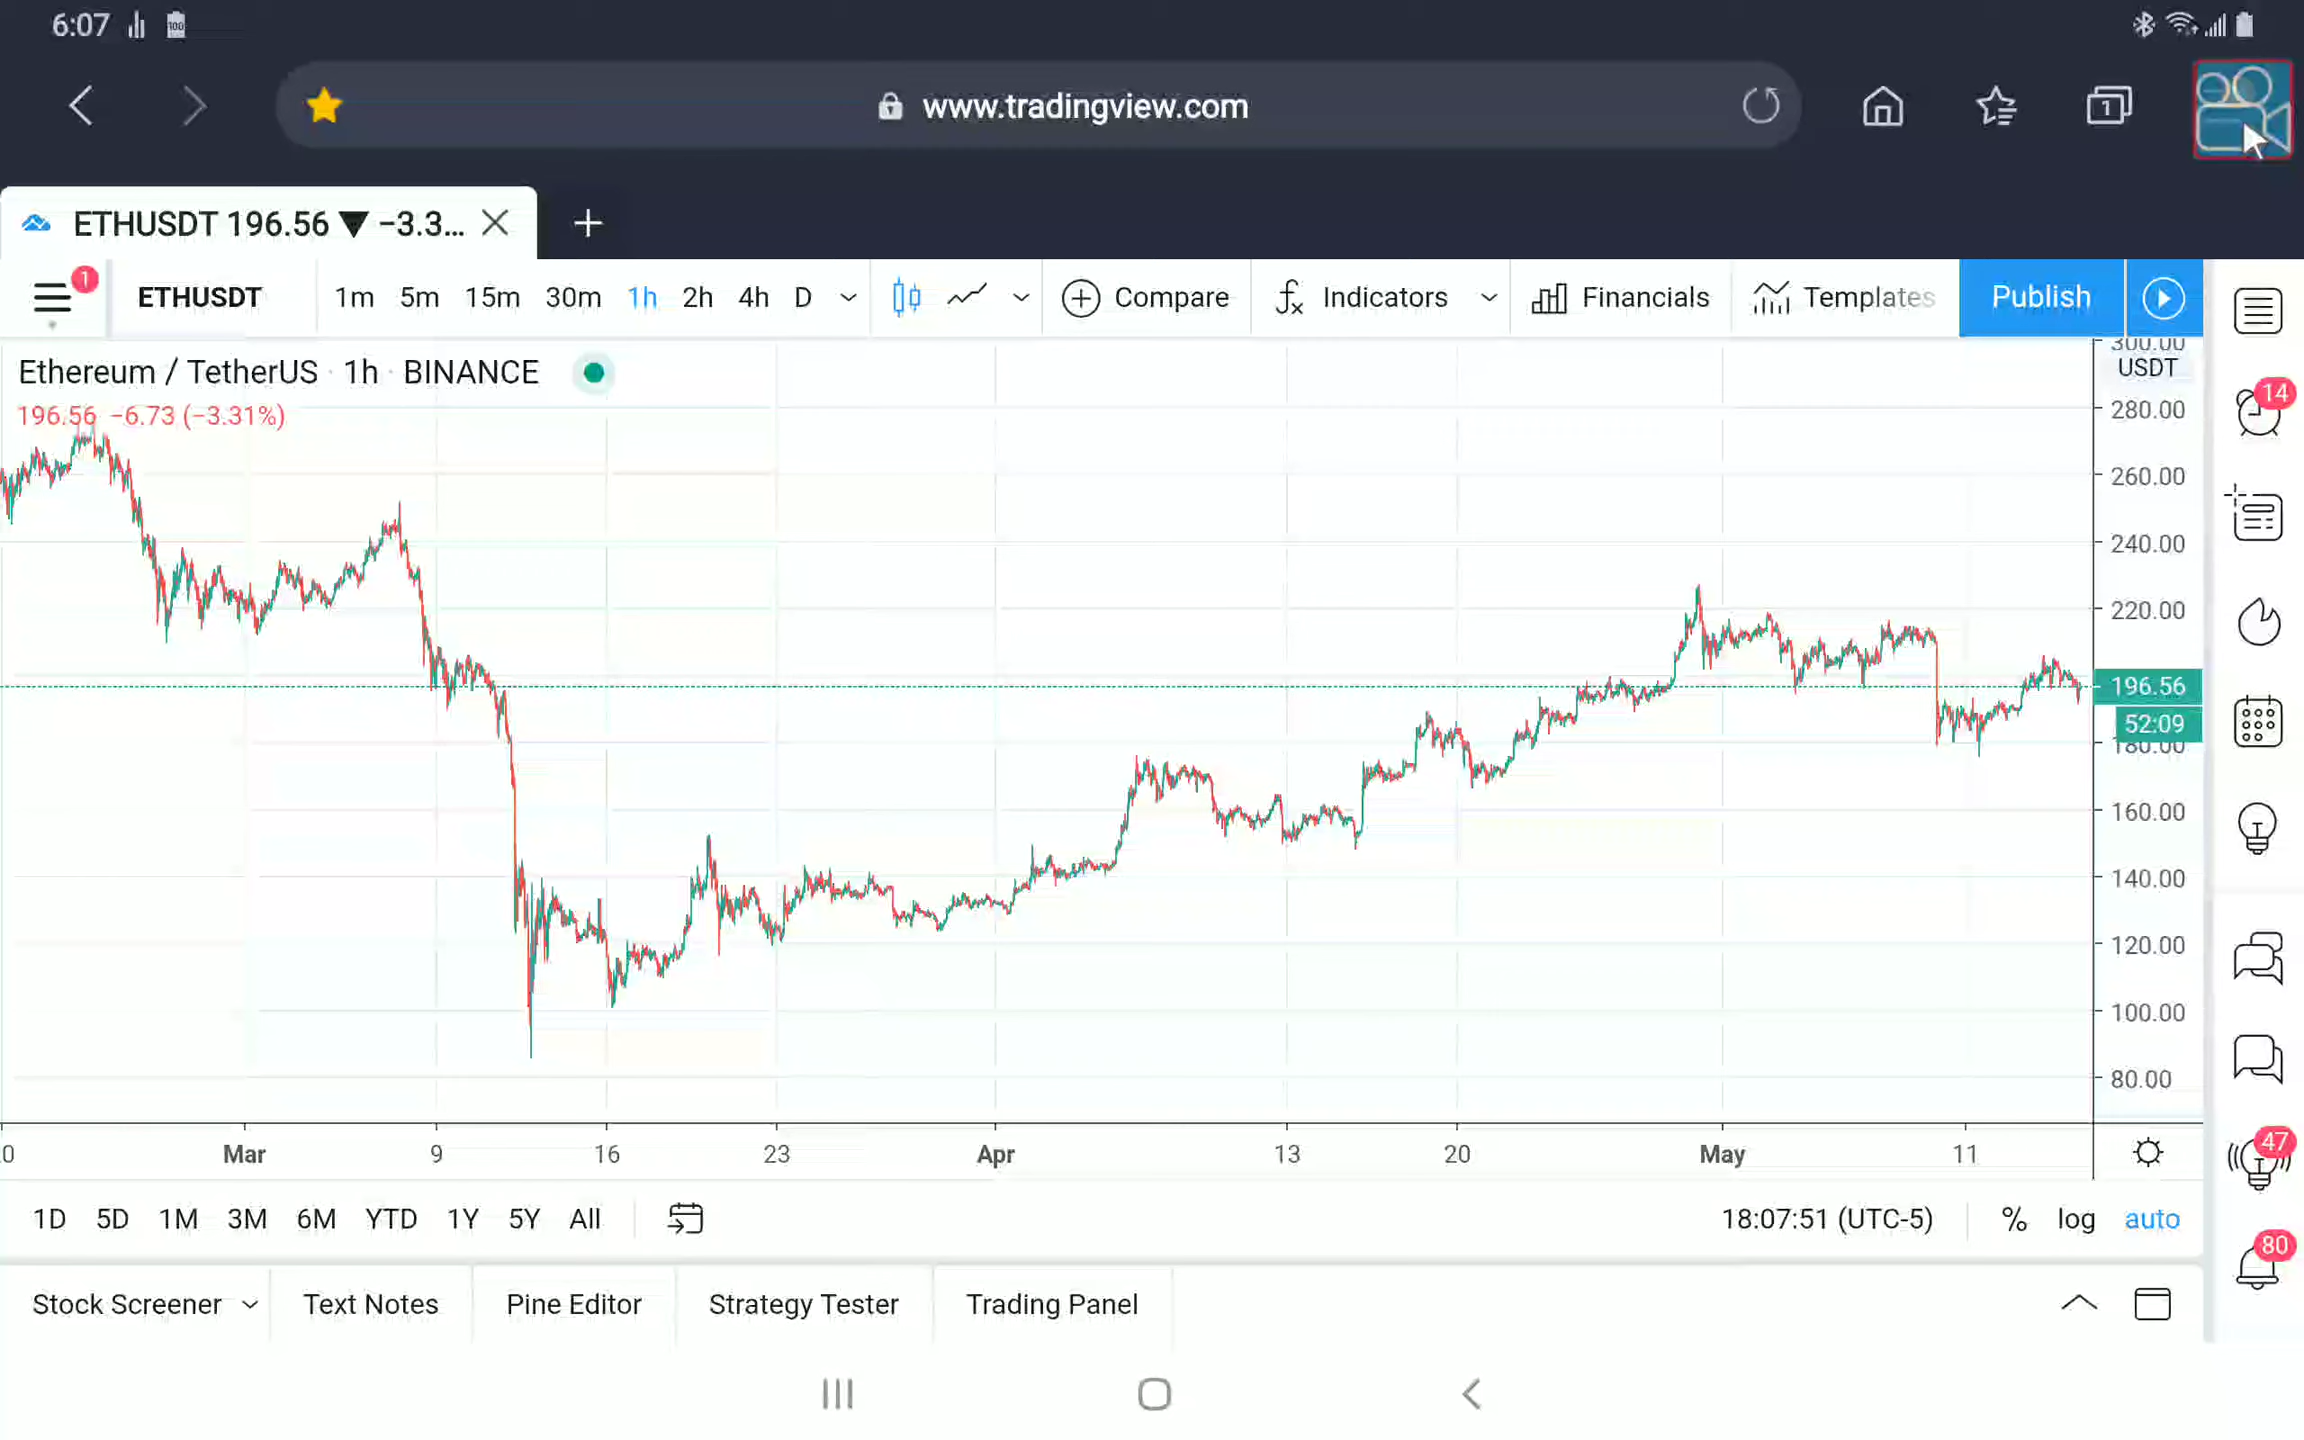 6:07
100
www.tradingview.com
1
ETHUSDT 196.56 ▼ −3.3...
1
ETHUSDT
1m 5m 15m 30m 1h 2h 4h D
Compare
Indicators
Financials
Templates
Publish
Ethereum / TetherUS · 1h · BINANCE
196.56 −6.73 (−3.31%)
300.00
USDT
280.00
260.00
240.00
220.00
196.56
52:09
180.00
160.00
140.00
120.00
100.00
80.00
14
47
80
Mar 9 16 23 Apr 13 20 May 11
1D 5D 1M 3M 6M YTD 1Y 5Y All
18:07:51 (UTC-5) % log auto
Stock Screener Text Notes Pine Editor Strategy Tester Trading Panel